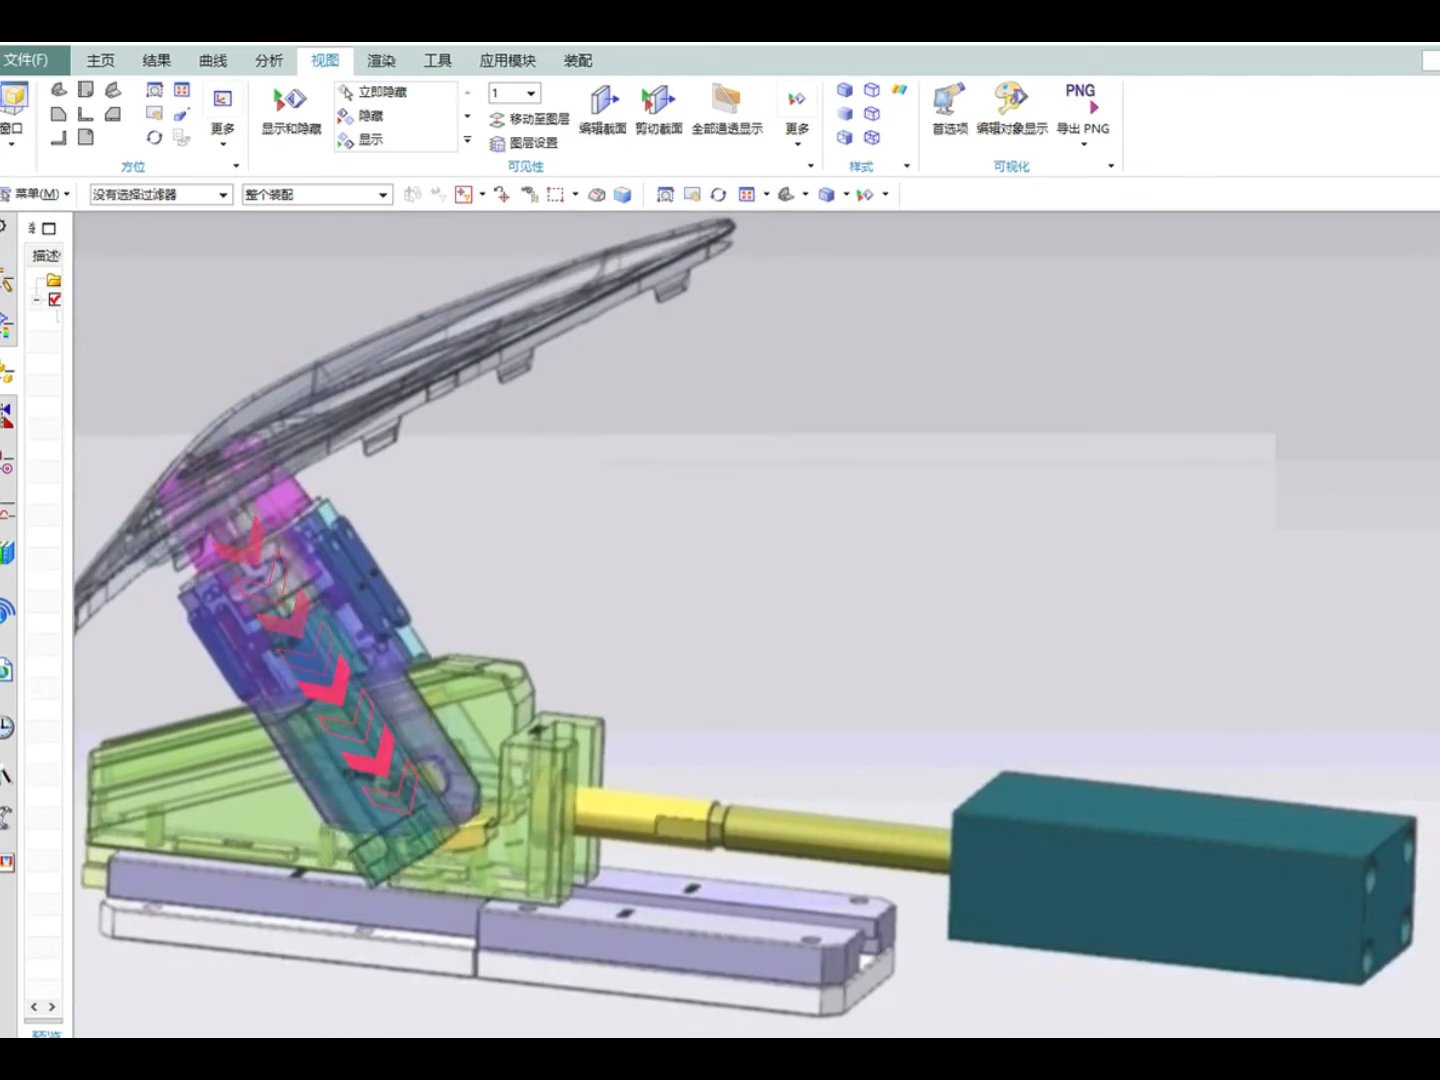 文件(F) 主页 结果 曲线 分析 视图 渲染 工具 应用模块 装配
窗口
更多
方位
显示和隐藏
立即隐藏
隐藏
显示
1
移动至图层
图层设置
编辑截面
剪切截面
全部通透显示
更多
可见性
样式
首选项
编辑对象显示
PNG
导出 PNG
可视化
菜单(M)
没有选择过滤器
整个装配
描述
预览